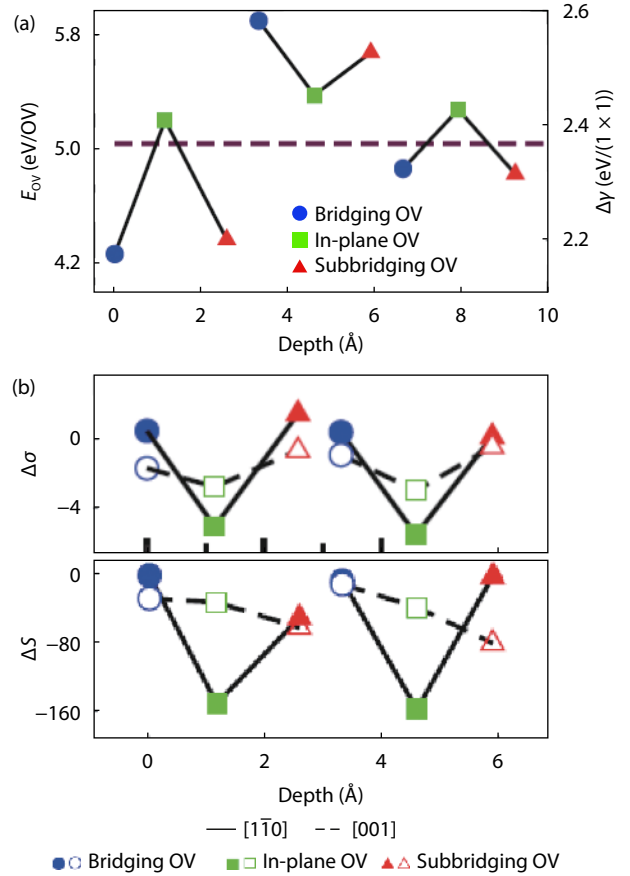 (a)
5.8
5.0
4.2
E_OV (eV/OV)
2.6
2.4
2.2
Δγ (eV/(1 × 1))
Bridging OV
In-plane OV
Subbridging OV
0 2 4 6 8 10
Depth (Å)
(b)
0
−4
Δσ
0
−80
−160
ΔS
0 2 4 6
Depth (Å)
[11̅0] [001]
Bridging OV In-plane OV Subbridging OV